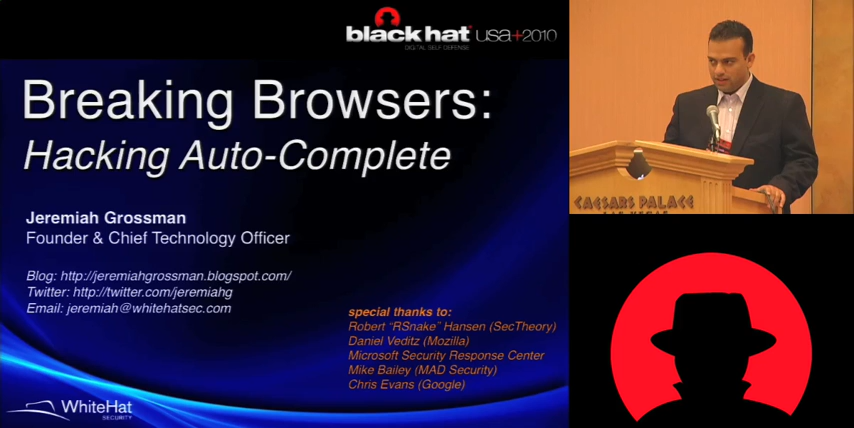 black hat USA+2010
DIGITAL SELF DEFENSE
Breaking Browsers:
Hacking Auto-Complete
Jeremiah Grossman
Founder & Chief Technology Officer
Blog: http://jeremiahgrossman.blogspot.com/
Twitter: http://twitter.com/jeremiahg
Email: jeremiah@whitehatsec.com
special thanks to:
Robert “RSnake” Hansen (SecTheory)
Daniel Veditz (Mozilla)
Microsoft Security Response Center
Mike Bailey (MAD Security)
Chris Evans (Google)
WhiteHat
SECURITY
CAESARS PALACE
LAS VEGAS